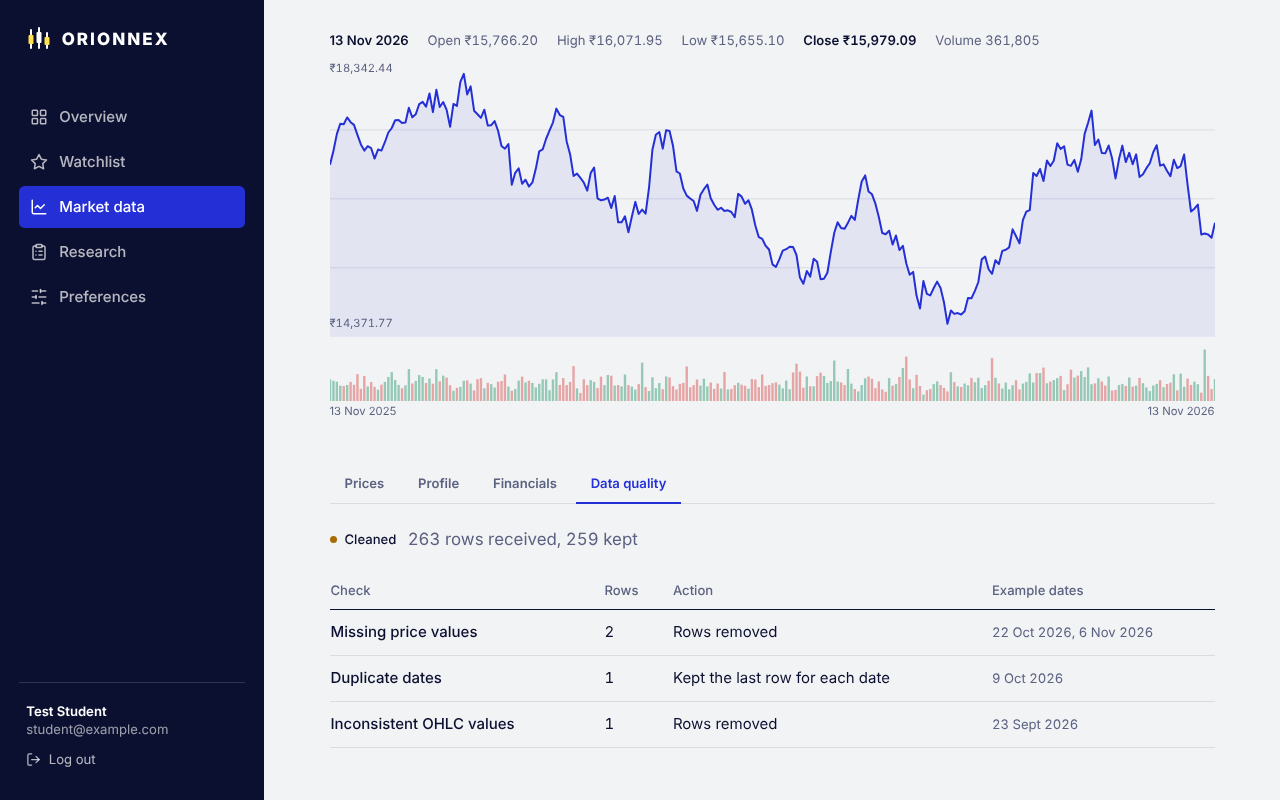 ORIONNEX
Overview
Watchlist
Market data
Research
Preferences
Test Student
student@example.com
Log out
13 Nov 2026 Open ₹15,766.20 High ₹16,071.95 Low ₹15,655.10 Close ₹15,979.09 Volume 361,805
₹18,342.44
₹14,371.77
13 Nov 2025 13 Nov 2026
Prices Profile Financials Data quality
Cleaned 263 rows received, 259 kept
Check Rows Action Example dates
Missing price values 2 Rows removed 22 Oct 2026, 6 Nov 2026
Duplicate dates 1 Kept the last row for each date 9 Oct 2026
Inconsistent OHLC values 1 Rows removed 23 Sept 2026